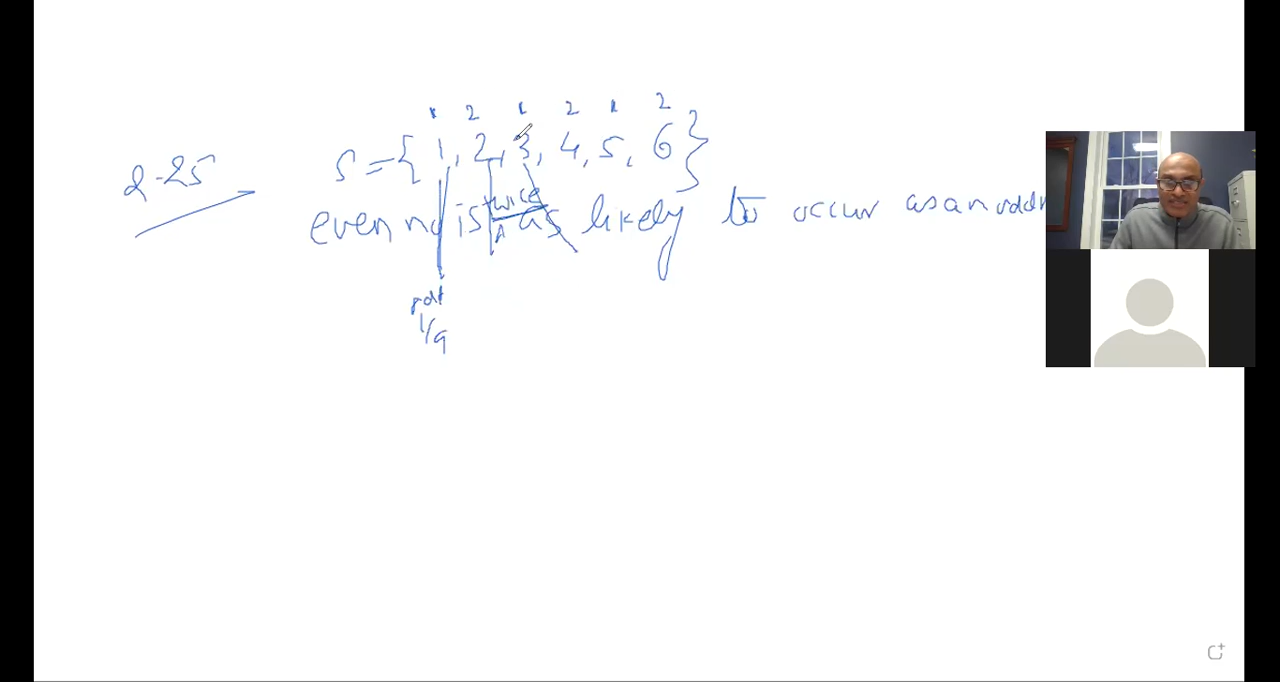 1 2 1 2 1 2
2-25 S={1, 2, 3, 4, 5, 6}
even no is twice as likely to occur as an odd
1/9